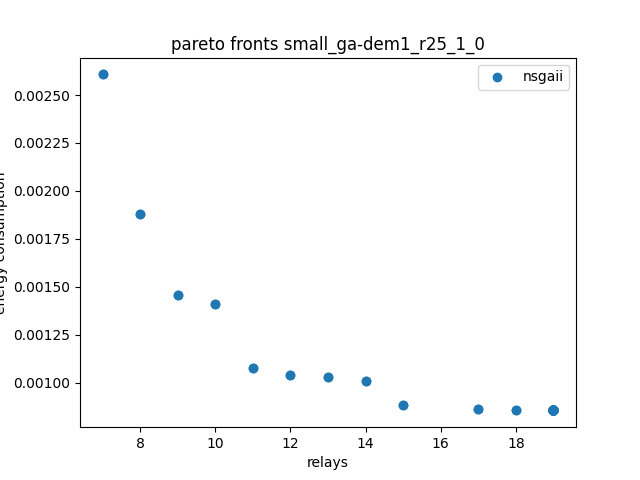 pareto fronts small_ga-dem1_r25_1_0
nsgaii
0.00250
0.00225
0.00200
0.00175
0.00150
0.00125
0.00100
energy consumption
8 10 12 14 16 18
relays